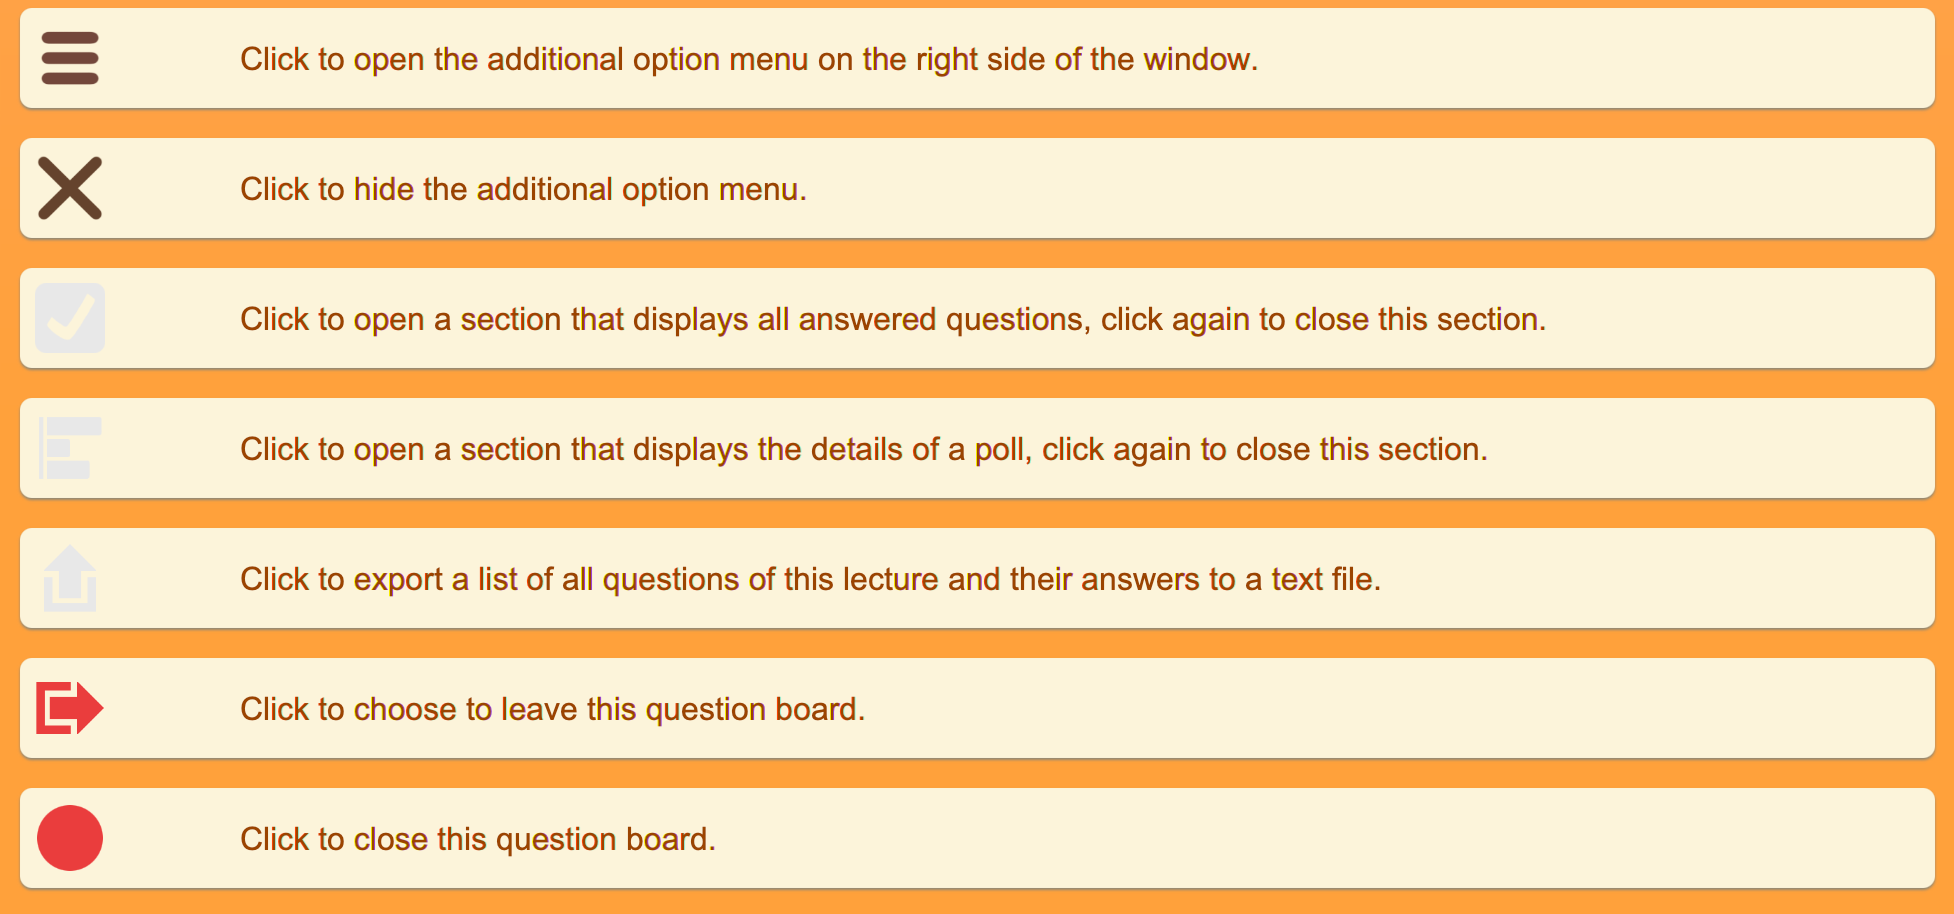 Click to open the additional option menu on the right side of the window.
Click to hide the additional option menu.
Click to open a section that displays all answered questions, click again to close this section.
Click to open a section that displays the details of a poll, click again to close this section.
Click to export a list of all questions of this lecture and their answers to a text file.
Click to choose to leave this question board.
Click to close this question board.